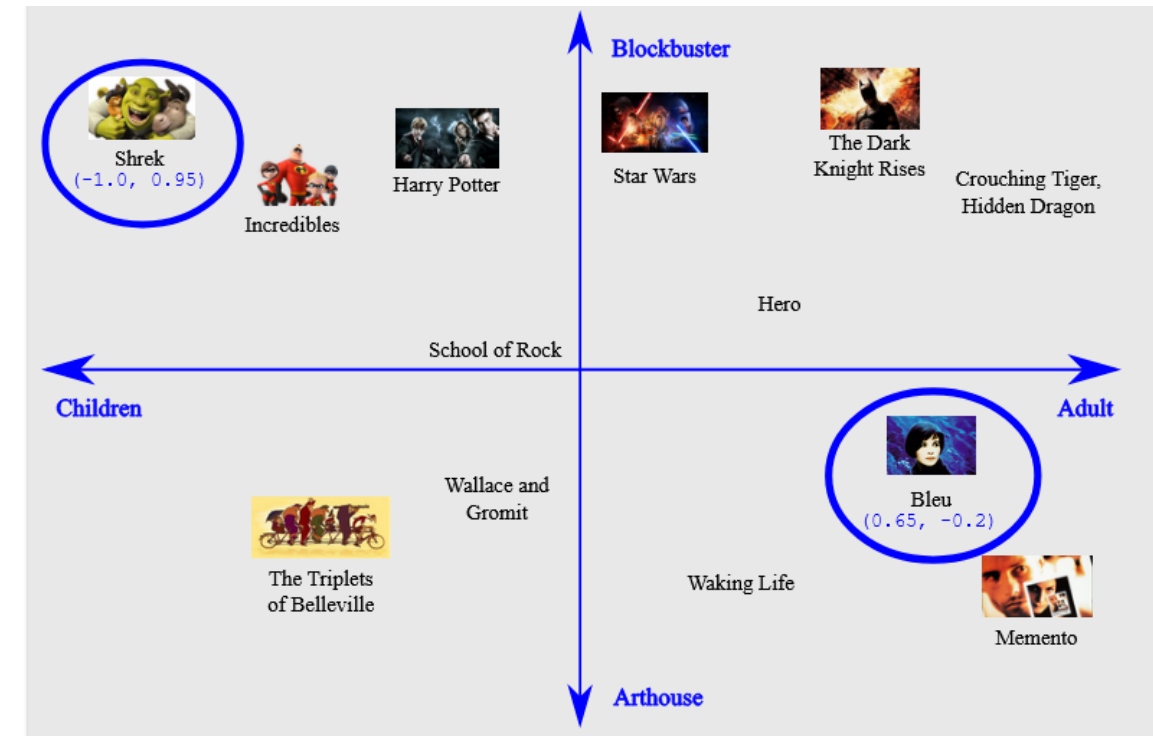 Blockbuster
Shrek
(-1.0, 0.95)
Incredibles
Harry Potter
Star Wars
The Dark
Knight Rises
Crouching Tiger,
Hidden Dragon
Hero
School of Rock
Children
Adult
Wallace and
Gromit
Bleu
(0.65, -0.2)
The Triplets
of Belleville
Waking Life
Memento
Arthouse